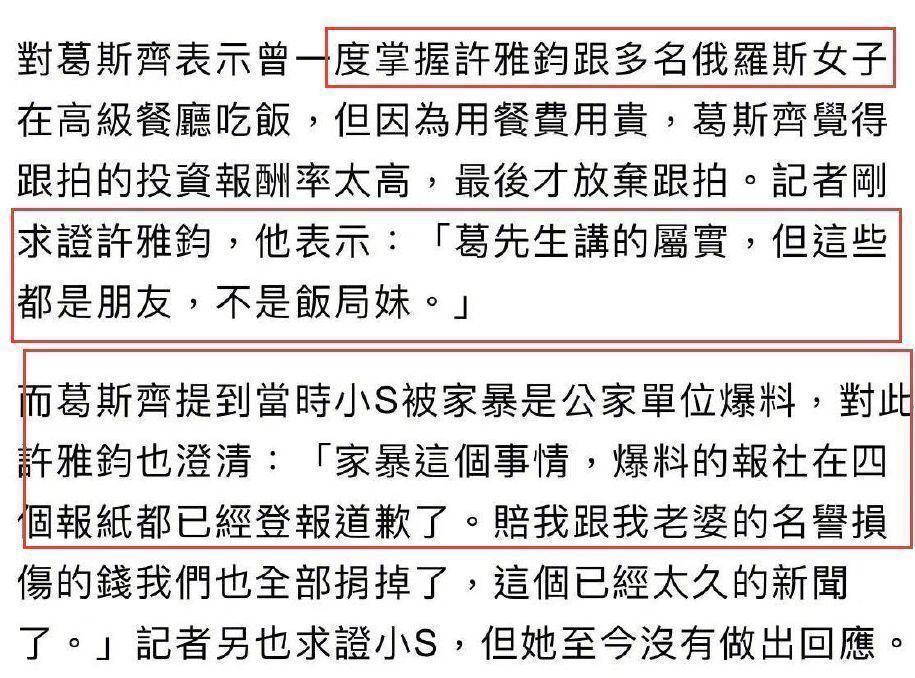 對葛斯齊表示曾一度掌握許雅鈞跟多名俄羅斯女子
在高級餐廳吃飯，但因為用餐費用貴，葛斯齊覺得
跟拍的投資報酬率太高，最後才放棄跟拍。記者剛
求證許雅鈞，他表示：「葛先生講的屬實，但這些
都是朋友，不是飯局妹。」
而葛斯齊提到當時小S被家暴是公家單位爆料，對此
許雅鈞也澄清：「家暴這個事情，爆料的報社在四
個報紙都已經登報道歉了。賠我跟我老婆的名譽損
傷的錢我們也全部捐掉了，這個已經太久的新聞
了。」記者另也求證小S，但她至今沒有做出回應。